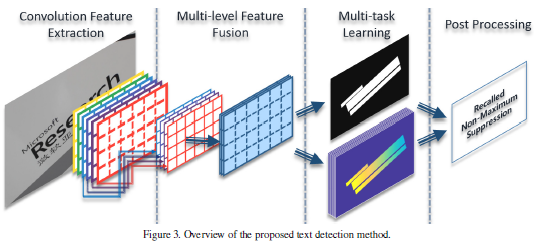 Convolution Feature
Extraction
Multi-level Feature
Fusion
Multi-task
Learning
Post Processing
Microsoft
Research
Recalled
Non-Maximum
Suppression
Figure 3. Overview of the proposed text detection method.